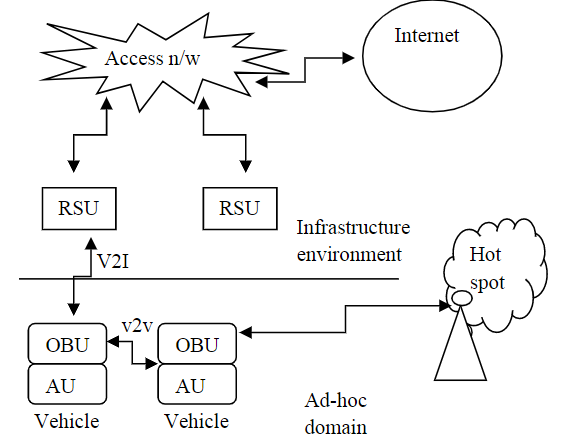 Internet
Access n/w
RSU
RSU
Infrastructure
environment
Hot
spot
V2I
v2v
OBU
OBU
AU
AU
Vehicle
Vehicle
Ad-hoc
domain